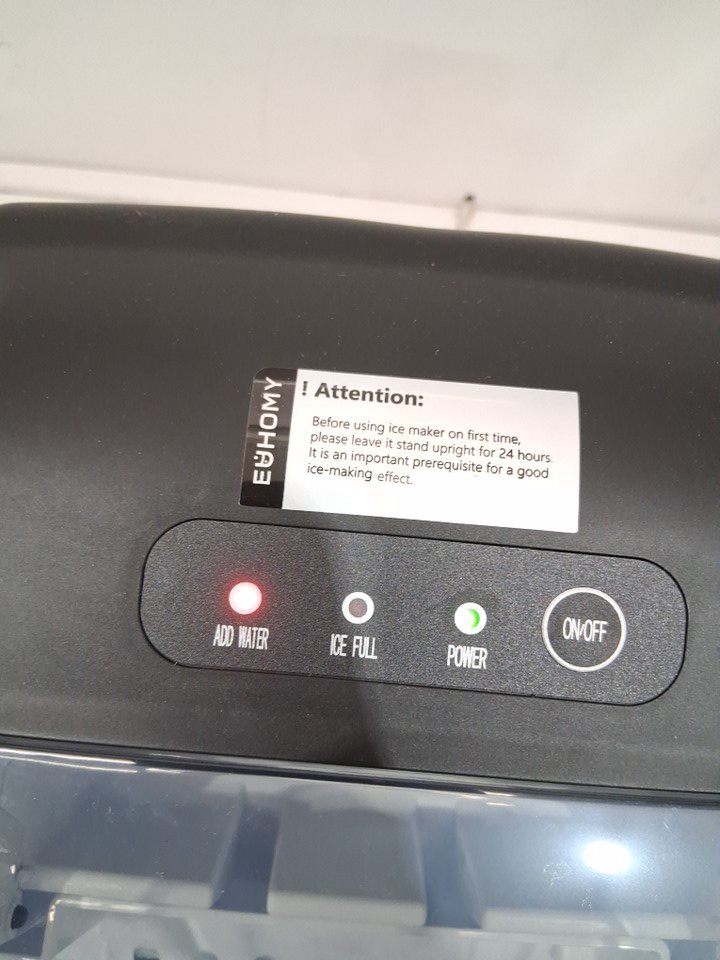 EUHOMY
! Attention:
Before using ice maker on first time,
please leave it stand upright for 24 hours.
It is an important prerequisite for a good
ice-making effect.
ADD WATER
ICE FULL
POWER
ON/OFF